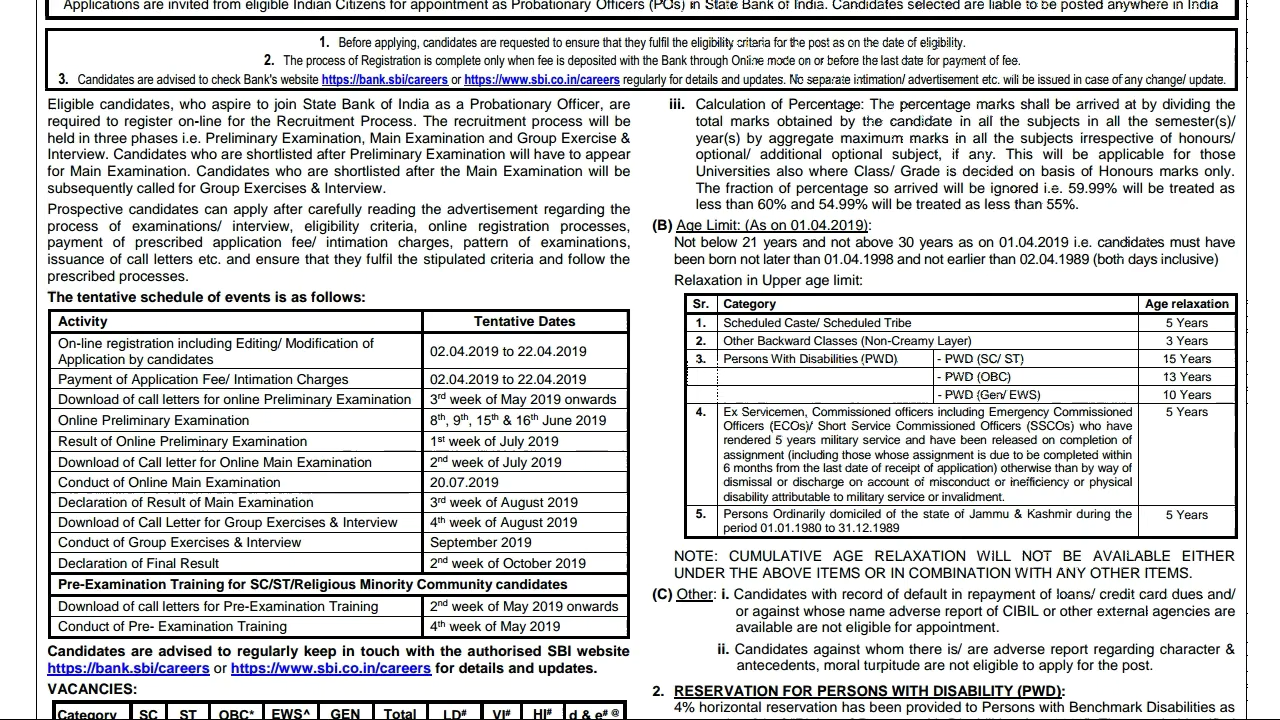 Applications are invited from eligible Indian Citizens for appointment as Probationary Officers (POs) in State Bank of India. Candidates selected are liable to be posted anywhere in India
1. Before applying, candidates are requested to ensure that they fulfil the eligibility criteria for the post as on the date of eligibility.
2. The process of Registration is complete only when fee is deposited with the Bank through Online mode on or before the last date for payment of fee.
3. Candidates are advised to check Bank's website https://bank.sbi/careers or https://www.sbi.co.in/careers regularly for details and updates. No separate intimation/ advertisement etc. will be issued in case of any change/ update.
Eligible candidates, who aspire to join State Bank of India as a Probationary Officer, are
required to register on-line for the Recruitment Process. The recruitment process will be
held in three phases i.e. Preliminary Examination, Main Examination and Group Exercise &
Interview. Candidates who are shortlisted after Preliminary Examination will have to appear
for Main Examination. Candidates who are shortlisted after the Main Examination will be
subsequently called for Group Exercises & Interview.
Prospective candidates can apply after carefully reading the advertisement regarding the
process of examinations/ interview, eligibility criteria, online registration processes,
payment of prescribed application fee/ intimation charges, pattern of examinations,
issuance of call letters etc. and ensure that they fulfil the stipulated criteria and follow the
prescribed processes.
The tentative schedule of events is as follows:
Activity Tentative Dates
On-line registration including Editing/ Modification of
Application by candidates 02.04.2019 to 22.04.2019
Payment of Application Fee/ Intimation Charges 02.04.2019 to 22.04.2019
Download of call letters for online Preliminary Examination 3rd week of May 2019 onwards
Online Preliminary Examination 8th, 9th, 15th & 16th June 2019
Result of Online Preliminary Examination 1st week of July 2019
Download of Call letter for Online Main Examination 2nd week of July 2019
Conduct of Online Main Examination 20.07.2019
Declaration of Result of Main Examination 3rd week of August 2019
Download of Call Letter for Group Exercises & Interview 4th week of August 2019
Conduct of Group Exercises & Interview September 2019
Declaration of Final Result 2nd week of October 2019
Pre-Examination Training for SC/ST/Religious Minority Community candidates
Download of call letters for Pre-Examination Training 2nd week of May 2019 onwards
Conduct of Pre- Examination Training 4th week of May 2019
Candidates are advised to regularly keep in touch with the authorised SBI website
https://bank.sbi/careers or https://www.sbi.co.in/careers for details and updates.
VACANCIES:
Category SC ST OBC* EWS^ GEN Total LD# VI# HI# d & e# @
iii. Calculation of Percentage: The percentage marks shall be arrived at by dividing the
total marks obtained by the candidate in all the subjects in all the semester(s)/
year(s) by aggregate maximum marks in all the subjects irrespective of honours/
optional/ additional optional subject, if any. This will be applicable for those
Universities also where Class/ Grade is decided on basis of Honours marks only.
The fraction of percentage so arrived will be ignored i.e. 59.99% will be treated as
less than 60% and 54.99% will be treated as less than 55%.
(B) Age Limit: (As on 01.04.2019):
Not below 21 years and not above 30 years as on 01.04.2019 i.e. candidates must have
been born not later than 01.04.1998 and not earlier than 02.04.1989 (both days inclusive)
Relaxation in Upper age limit:
Sr. Category Age relaxation
1. Scheduled Caste/ Scheduled Tribe 5 Years
2. Other Backward Classes (Non-Creamy Layer) 3 Years
3. Persons With Disabilities (PWD) - PWD (SC/ ST) 15 Years
- PWD (OBC) 13 Years
- PWD (Gen/ EWS) 10 Years
4. Ex Servicemen, Commissioned officers including Emergency Commissioned 5 Years
Officers (ECOs)/ Short Service Commissioned Officers (SSCOs) who have
rendered 5 years military service and have been released on completion of
assignment (including those whose assignment is due to be completed within
6 months from the last date of receipt of application) otherwise than by way of
dismissal or discharge on account of misconduct or inefficiency or physical
disability attributable to military service or invalidment.
5. Persons Ordinarily domiciled of the state of Jammu & Kashmir during the 5 Years
period 01.01.1980 to 31.12.1989
NOTE: CUMULATIVE AGE RELAXATION WILL NOT BE AVAILABLE EITHER
UNDER THE ABOVE ITEMS OR IN COMBINATION WITH ANY OTHER ITEMS.
(C) Other: i. Candidates with record of default in repayment of loans/ credit card dues and/
or against whose name adverse report of CIBIL or other external agencies are
available are not eligible for appointment.
ii. Candidates against whom there is/ are adverse report regarding character &
antecedents, moral turpitude are not eligible to apply for the post.
2. RESERVATION FOR PERSONS WITH DISABILITY (PWD):
4% horizontal reservation has been provided to Persons with Benchmark Disabilities as